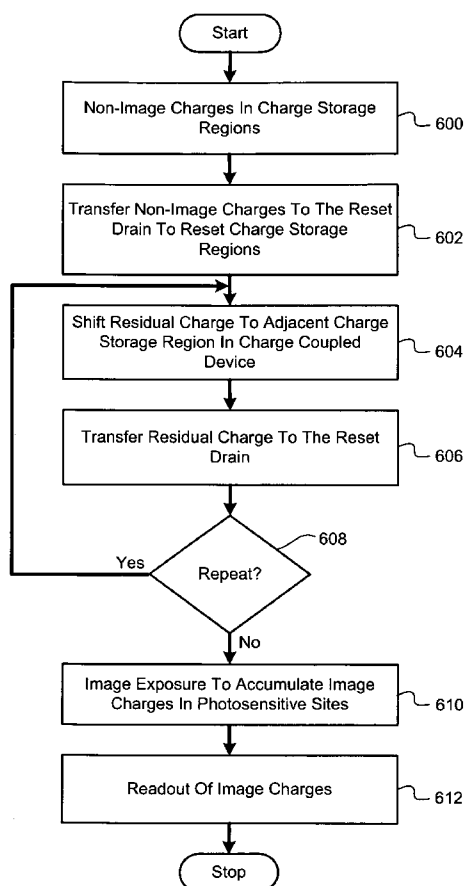 Start
Non-Image Charges In Charge Storage
Regions
600
Transfer Non-Image Charges To The Reset
Drain To Reset Charge Storage
Regions
602
Shift Residual Charge To Adjacent Charge
Storage Region In Charge Coupled
Device
604
Transfer Residual Charge To The Reset
Drain
606
608
Yes
Repeat?
No
Image Exposure To Accumulate Image
Charges In Photosensitive Sites
610
Readout Of Image Charges
612
Stop